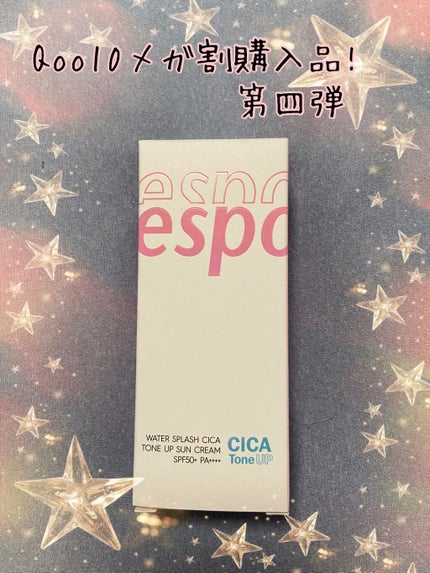 Qoo10メガ割購入品!
第四弾
espo
espo
WATER SPLASH CICA
TONE UP SUN CREAM
SPF50+ PA++++
CICA
Tone UP